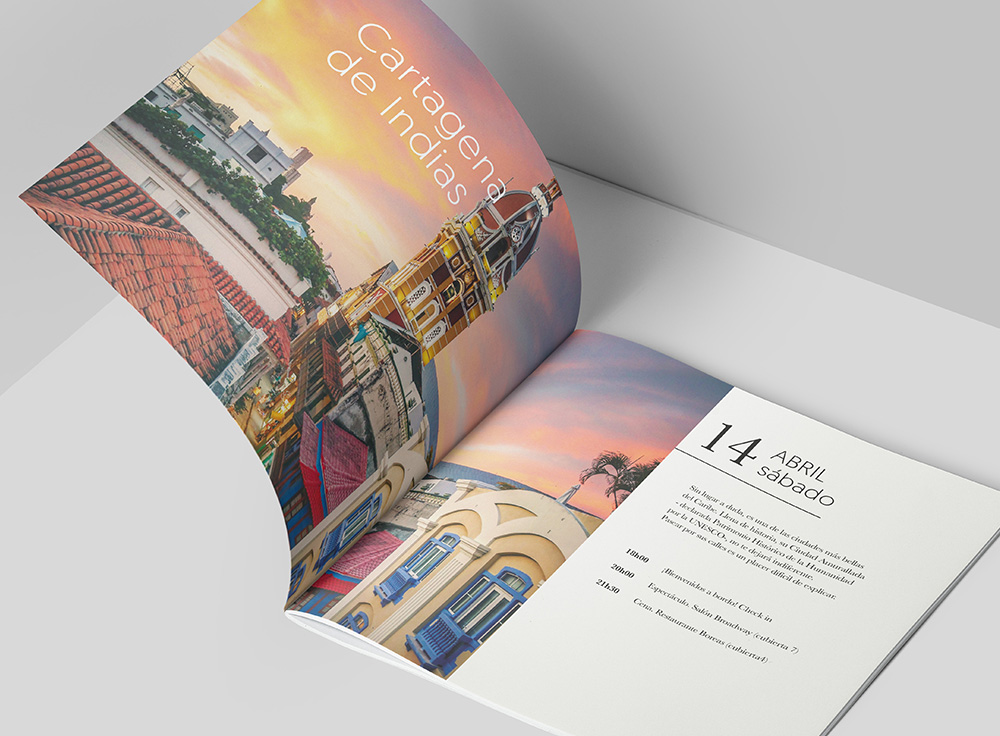 Cartagena
de Indias
14 ABRIL
sábado
Sin lugar a duda, es una de las ciudades más bellas
del Caribe. Llena de historia, su Ciudad Amurallada
- declarada Patrimonio Histórico de la Humanidad
por la UNESCO-, no te dejará indiferente.
Pasear por sus calles es un placer difícil de explicar.
18h00 ¡Bienvenidos a bordo! Check in
20h00 Espectáculo. Salón Broadway (cubierta 7)
21h30 Cena. Restaurante Boreas (cubierta4)